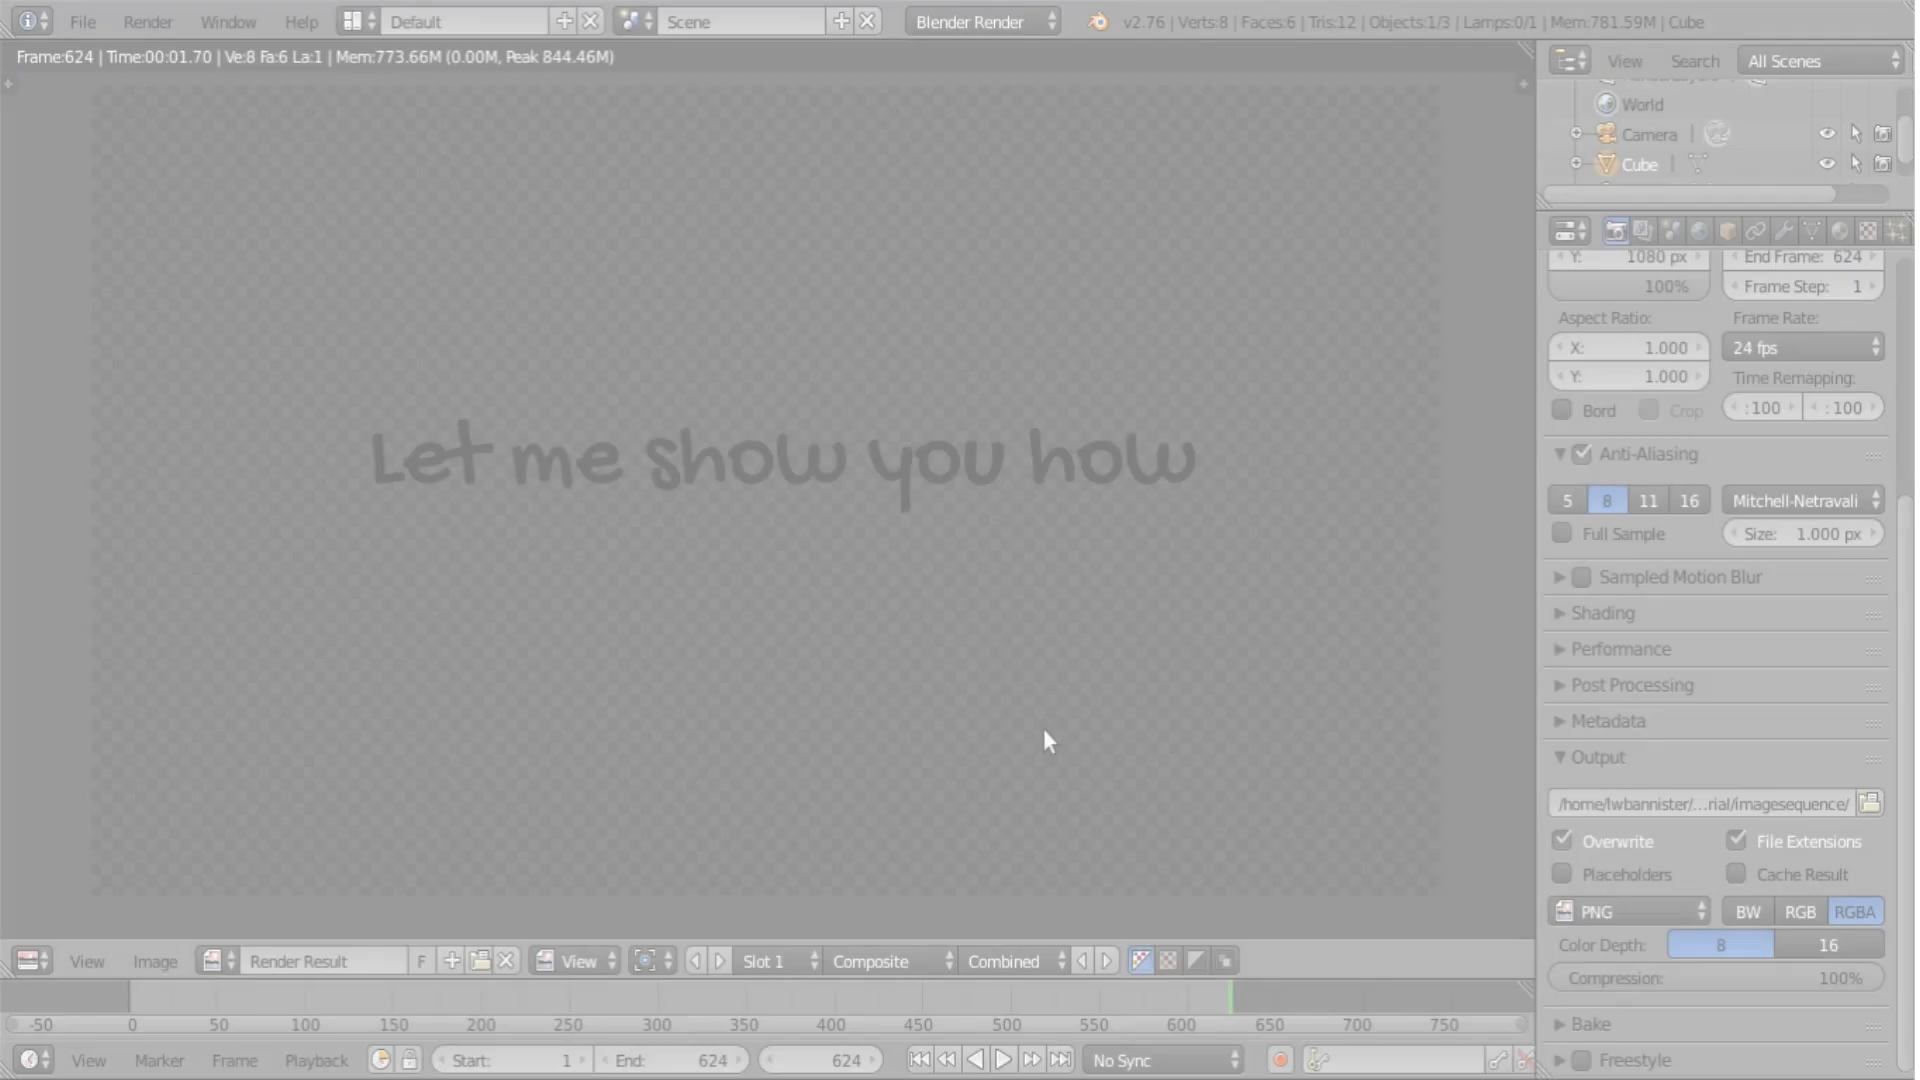 File Render Window Help Default Scene Blender Render v2.76 | Verts:8 | Faces:6 | Tris:12 | Objects:1/3 | Lamps:0/1 | Mem:781.59M | Cube
Frame:624 | Time:00:01.70 | Ve:8 Fa:6 La:1 | Mem:773.66M (0.00M, Peak 844.46M)
View Search All Scenes
World
Camera
Cube
Y: 1080 px End Frame: 624
100% Frame Step: 1
Aspect Ratio: Frame Rate:
X: 1.000 24 fps
Y: 1.000 Time Remapping:
Bord Crop :100 :100
Anti-Aliasing
5 8 11 16 Mitchell-Netravali
Full Sample Size: 1.000 px
Sampled Motion Blur
Shading
Performance
Post Processing
Metadata
Output
/home/lwbannister/...rial/imagesequence/
Overwrite File Extensions
Placeholders Cache Result
PNG BW RGB RGBA
Color Depth: 8 16
Compression: 100%
Bake
Freestyle
Let me show you how
View Image Render Result F View Slot 1 Composite Combined
-50 0 50 100 150 200 250 300 350 400 450 500 550 600 650 700 750
View Marker Frame Playback Start: 1 End: 624 624 No Sync